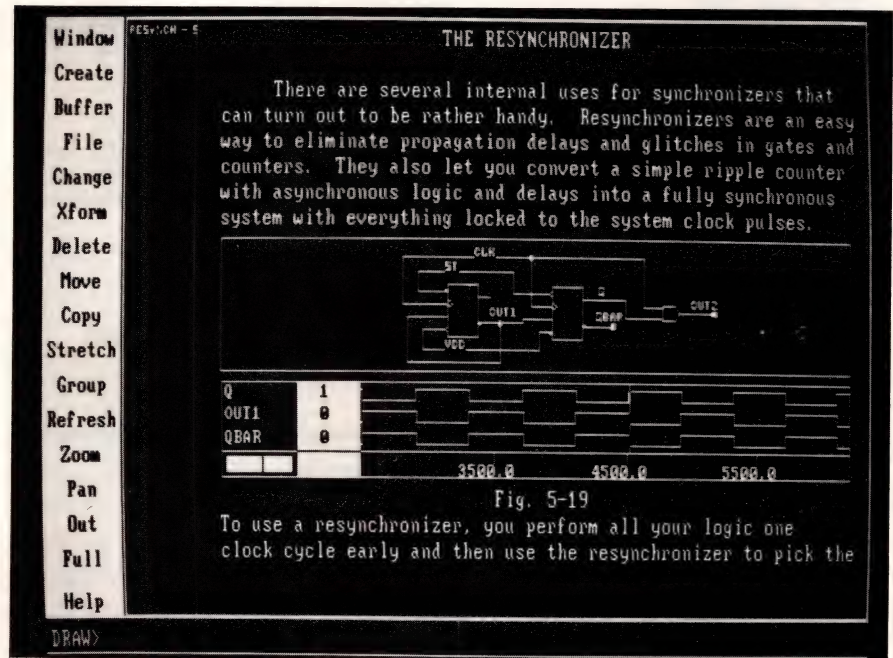 Window
Create
Buffer
File
Change
Xform
Delete
Move
Copy
Stretch
Group
Refresh
Zoom
Pan
Out
Full
Help
THE RESYNCHRONIZER
There are several internal uses for synchronizers that
can turn out to be rather handy. Resynchronizers are an easy
way to eliminate propagation delays and glitches in gates and
counters. They also let you convert a simple ripple counter
with asynchronous logic and delays into a fully synchronous
system with everything locked to the system clock pulses.
CLK
ST
OUT1
VDD
Q
QBAR
OUT2
Q 1
OUT1 0
QBAR 0
3500.0 4500.0 5500.0
Fig. 5-19
To use a resynchronizer, you perform all your logic one
clock cycle early and then use the resynchronizer to pick the
DRAW>